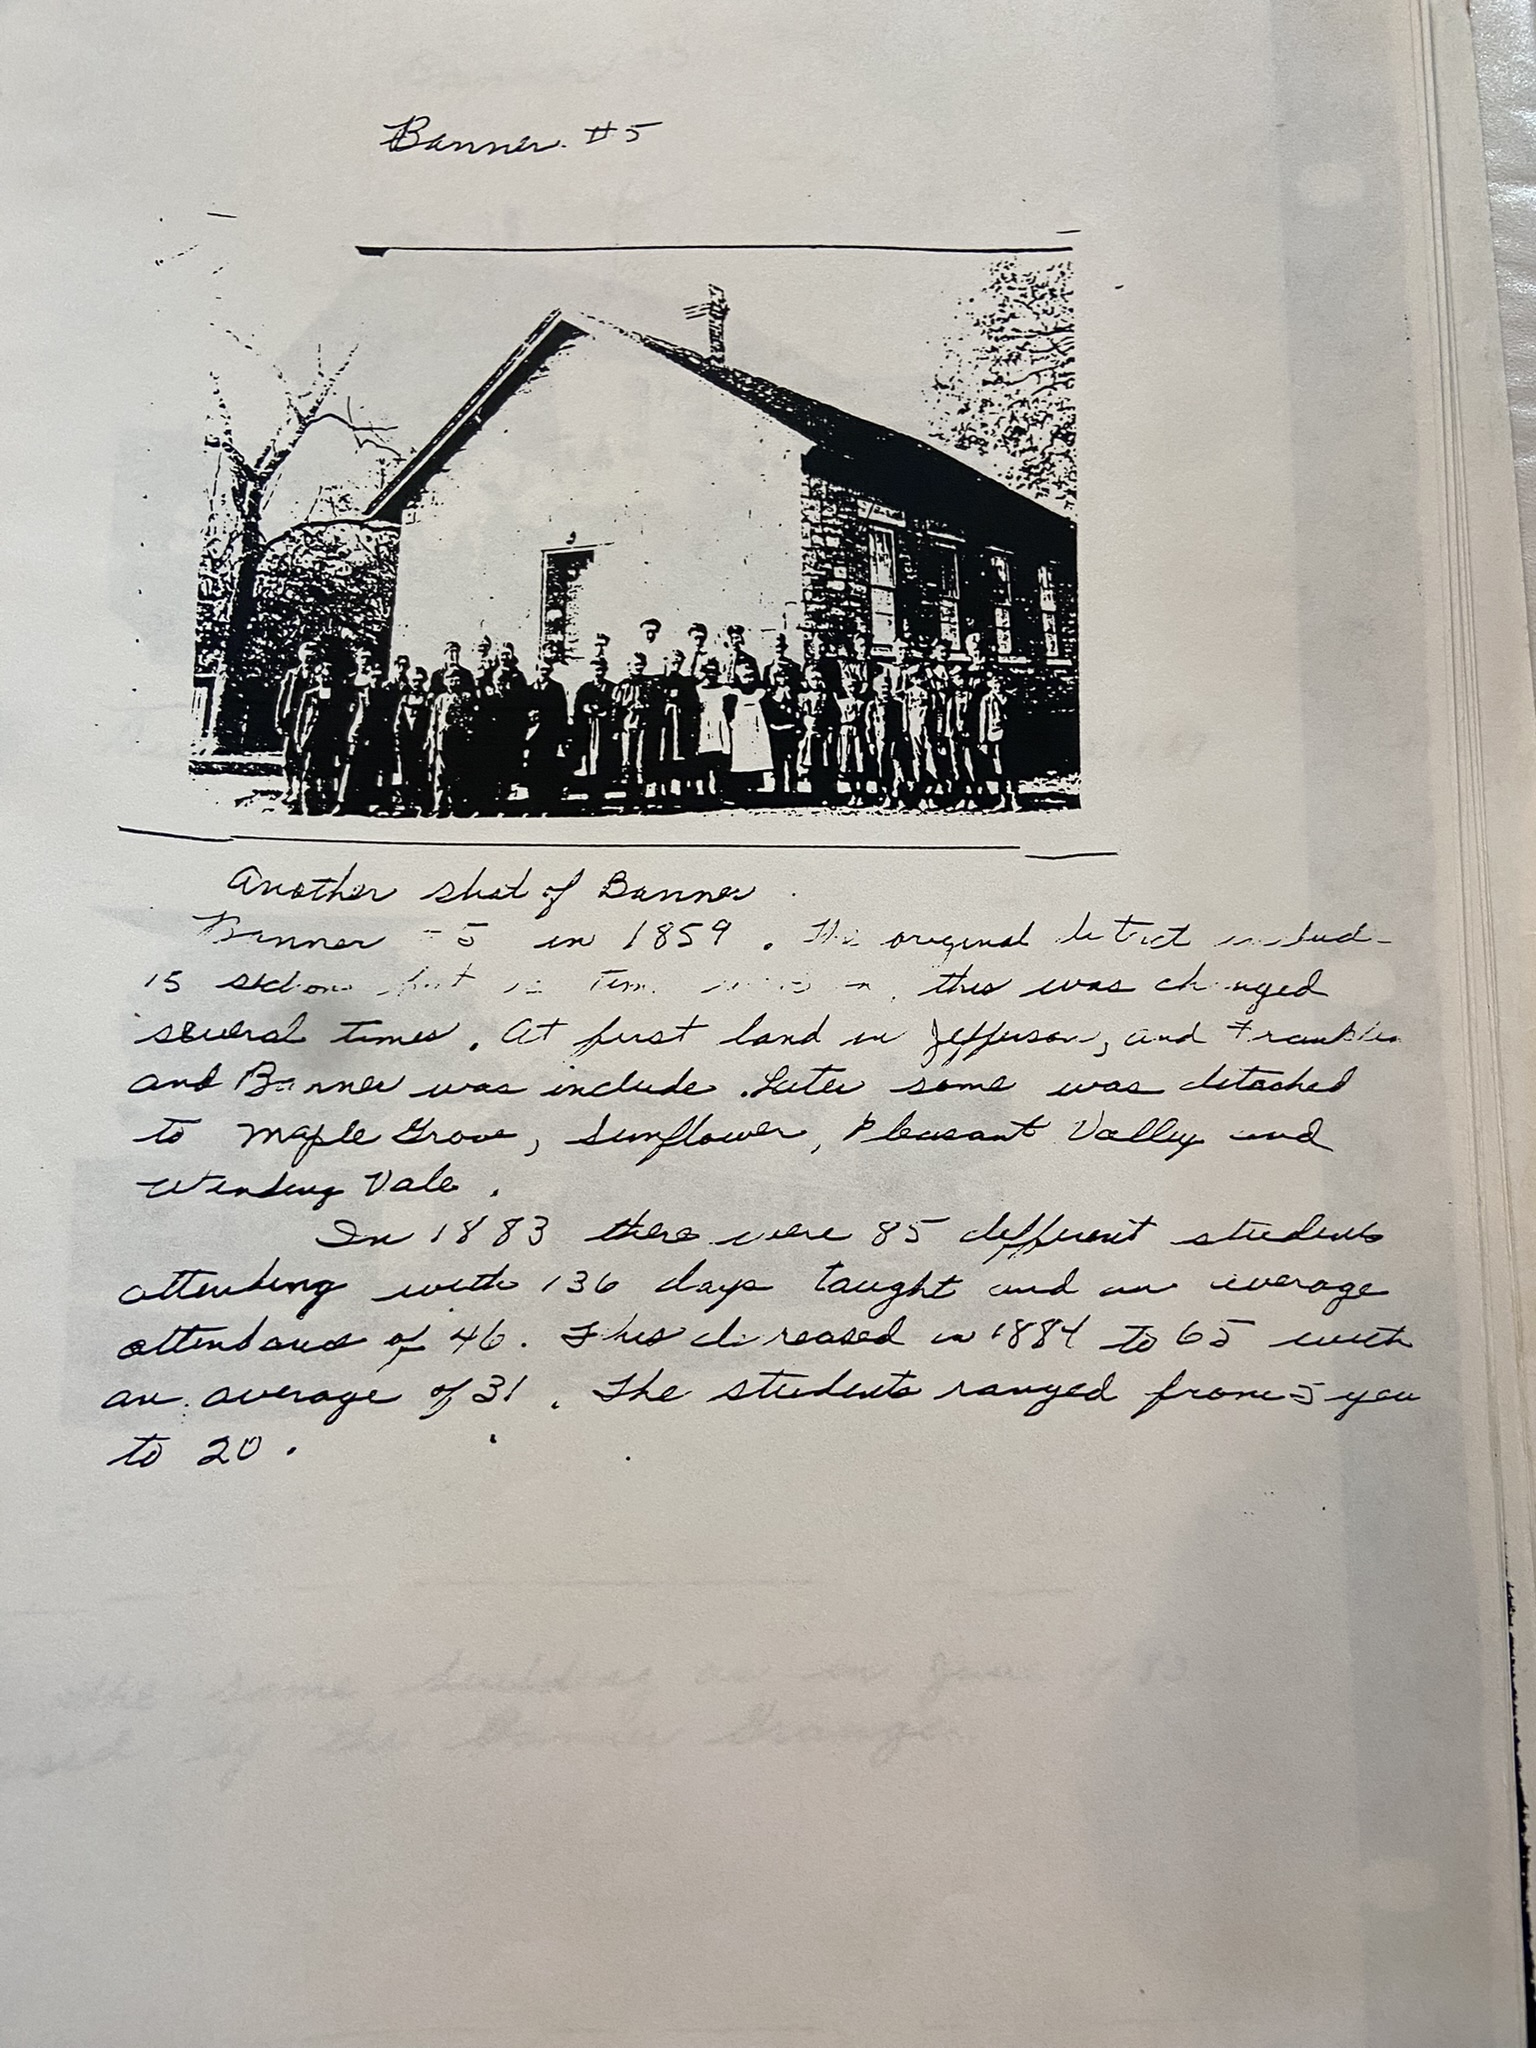 Banner #5
Another shot of Banner
Banner #5 in 1859. The original district includ-
15 sections but in time this was changed
several times. At first land in Jefferson, and Franklin
and Banner was include. Later some was detached
to Maple Grove, Sunflower, Pleasant Valley and
Winding Vale.
In 1883 there were 85 different students
attending with 136 days taught and an average
attendance of 46. This decreased in 1884 to 65 with
an average of 31. The students ranged from 5 yea
to 20.